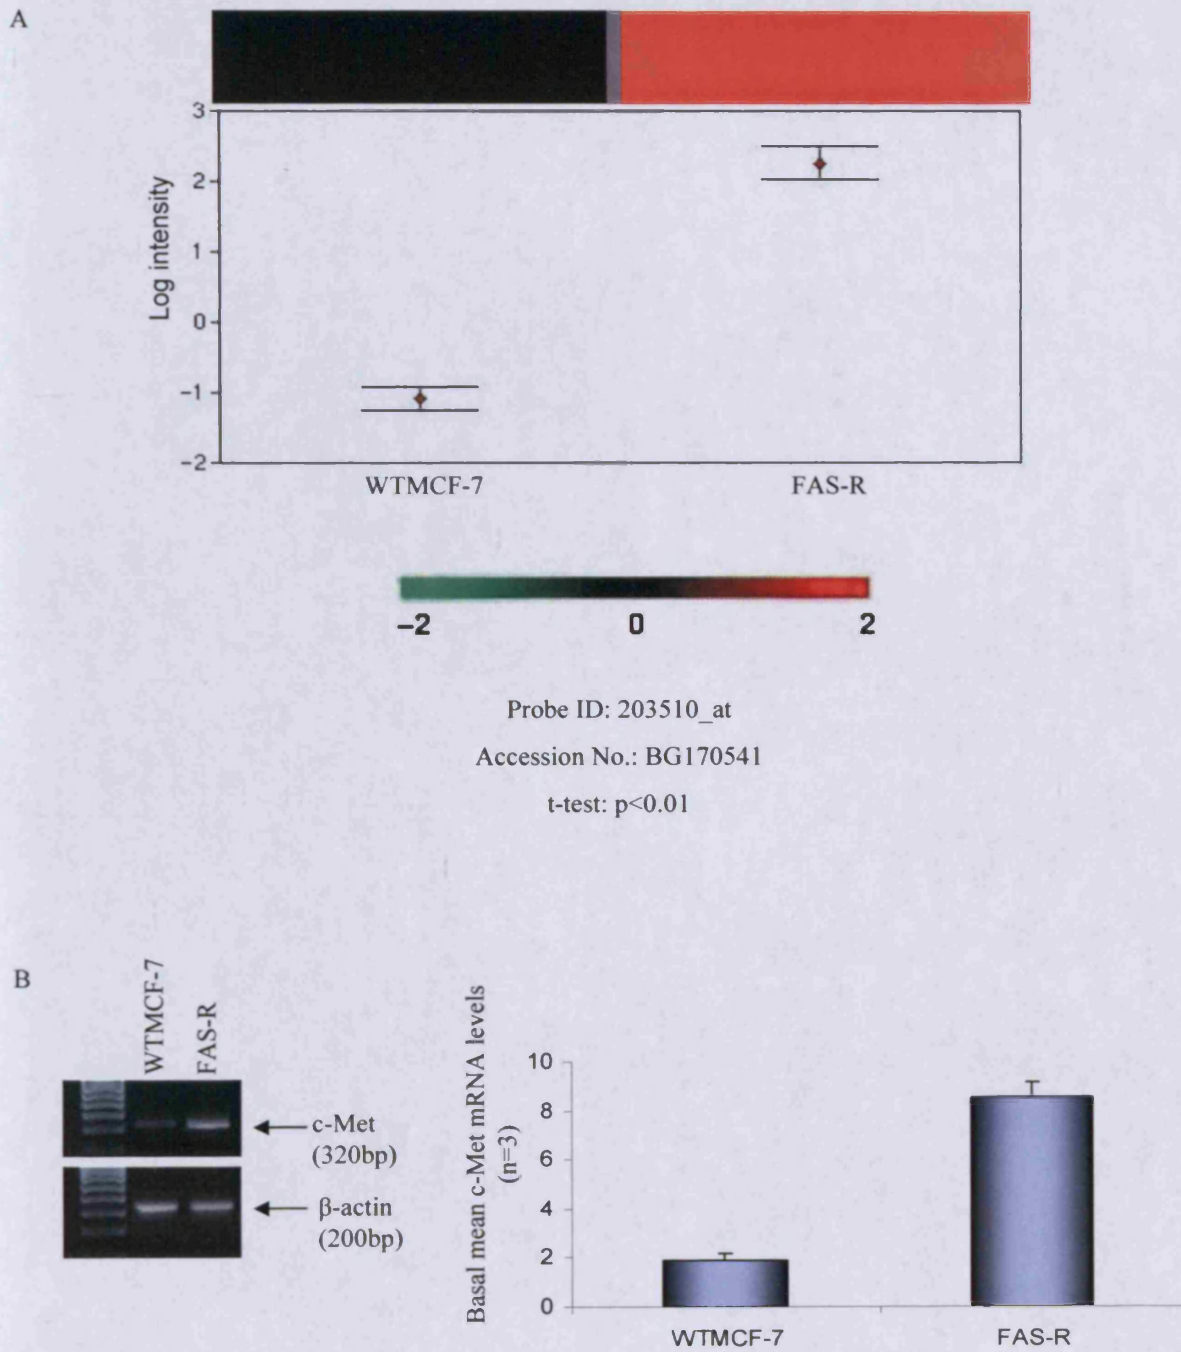 A
3
2
1
0
−1
−2
Log intensity
WTMCF-7 FAS-R
−2 0 2
Probe ID: 203510_at
Accession No.: BG170541
t-test: p<0.01
B
WTMCF-7
FAS-R
c-Met
(320bp)
β-actin
(200bp)
Basal mean c-Met mRNA levels
(n=3)
10
8
6
4
2
0
WTMCF-7 FAS-R